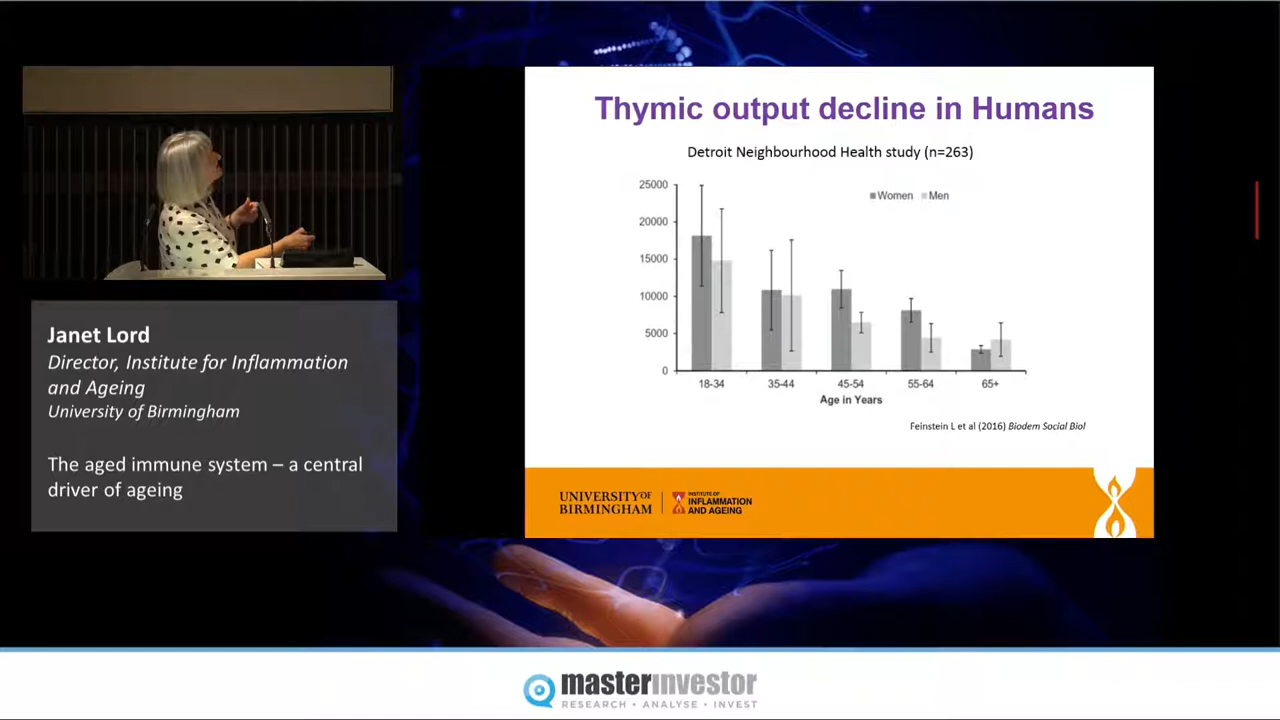 Thymic output decline in Humans
Detroit Neighbourhood Health study (n=263)
25000
20000
15000
10000
5000
0
Women Men
18-34 35-44 45-54 55-64 65+
Age in Years
Feinstein L et al (2016) Biodem Social Biol
UNIVERSITY OF
BIRMINGHAM
INSTITUTE OF
INFLAMMATION
AND AGEING
Janet Lord
Director, Institute for Inflammation
and Ageing
University of Birmingham
The aged immune system – a central
driver of ageing
masterinvestor
RESEARCH • ANALYSE • INVEST